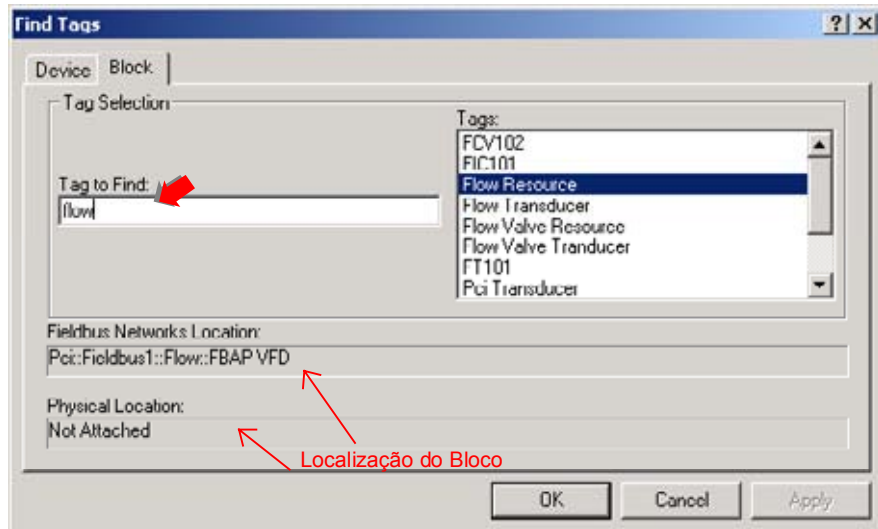 Find Tags
Device Block
Tag Selection
Tags:
FCV102
FIC101
Tag to Find:
Flow Resource
flow
Flow Transducer
Flow Valve Resource
Flow Valve Tranducer
FT101
Pci Transducer
Fieldbus Networks Location:
Pci::Fieldbus1::Flow::FBAP VFD
Physical Location:
Not Attached
Localização do Bloco
OK Cancel Apply